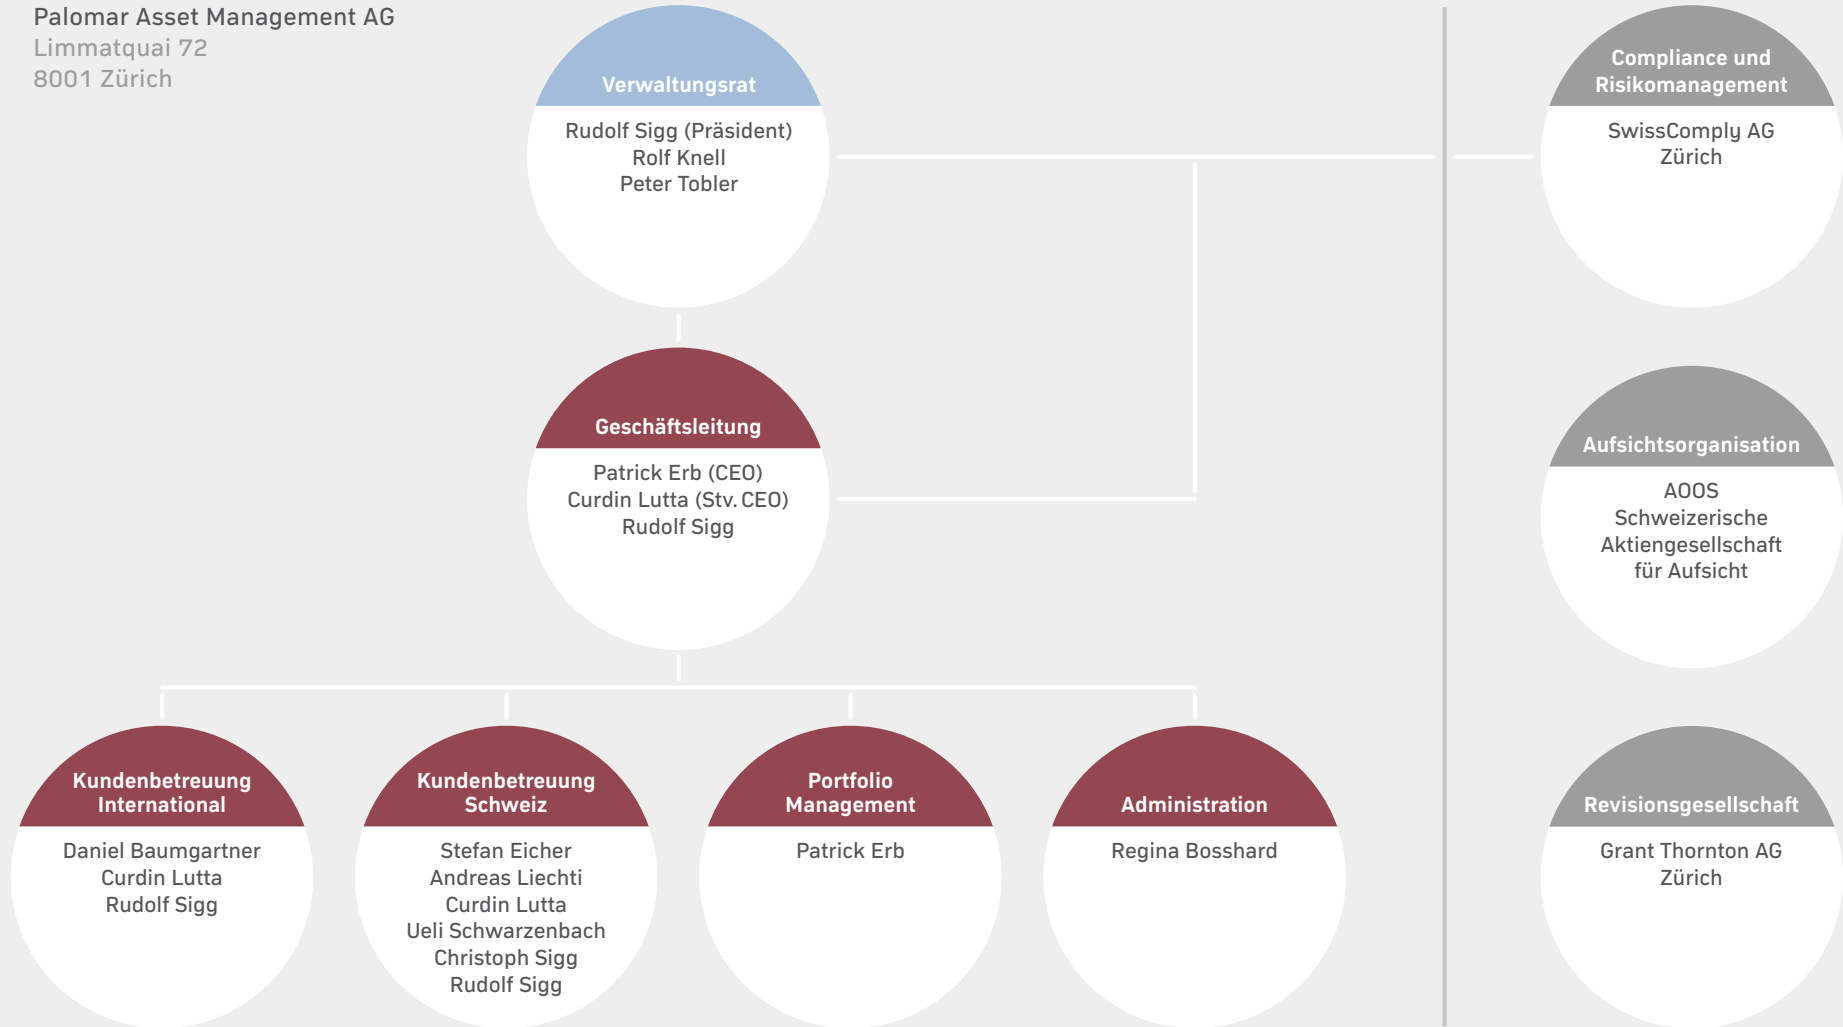 Palomar Asset Management AG
Limmatquai 72
8001 Zürich
Verwaltungsrat
Rudolf Sigg (Präsident)
Rolf Knell
Peter Tobler
Compliance und
Risikomanagement
SwissComply AG
Zürich
Geschäftsleitung
Patrick Erb (CEO)
Curdin Lutta (Stv. CEO)
Rudolf Sigg
Aufsichtsorganisation
AOOS
Schweizerische
Aktiengesellschaft
für Aufsicht
Kundenbetreuung
International
Daniel Baumgartner
Curdin Lutta
Rudolf Sigg
Kundenbetreuung
Schweiz
Stefan Eicher
Andreas Liechti
Curdin Lutta
Ueli Schwarzenbach
Christoph Sigg
Rudolf Sigg
Portfolio
Management
Patrick Erb
Administration
Regina Bosshard
Revisionsgesellschaft
Grant Thornton AG
Zürich